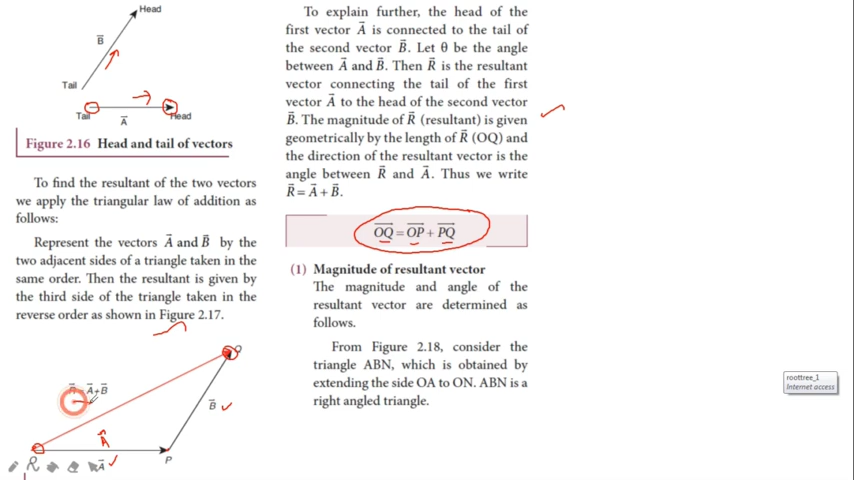 Head
B
Tail
Tail
A
Head
Figure 2.16 Head and tail of vectors
To find the resultant of the two vectors
we apply the triangular law of addition as
follows:
Represent the vectors A⃗ and B⃗ by the
two adjacent sides of a triangle taken in
the same order. Then the resultant is given by
the third side of the triangle taken in the
reverse order as shown in Figure 2.17.
A⃗+B⃗
B⃗
A⃗
R
A⃗
P
To explain further, the head of the
first vector A⃗ is connected to the tail of
the second vector B⃗. Let θ be the angle
between A⃗ and B⃗. Then R⃗ is the resultant
vector connecting the tail of the first
vector A⃗ to the head of the second vector
B⃗. The magnitude of R⃗ (resultant) is given
geometrically by the length of R⃗ (OQ) and
the direction of the resultant vector is the
angle between R⃗ and A⃗. Thus we write
R⃗ = A⃗ + B⃗.
OQ⃗ = OP⃗ + PQ⃗
(1) Magnitude of resultant vector
The magnitude and angle of the
resultant vector are determined as
follows.
From Figure 2.18, consider the
triangle ABN, which is obtained by
extending the side OA to ON. ABN is a
right angled triangle.
roottree_1
Internet access